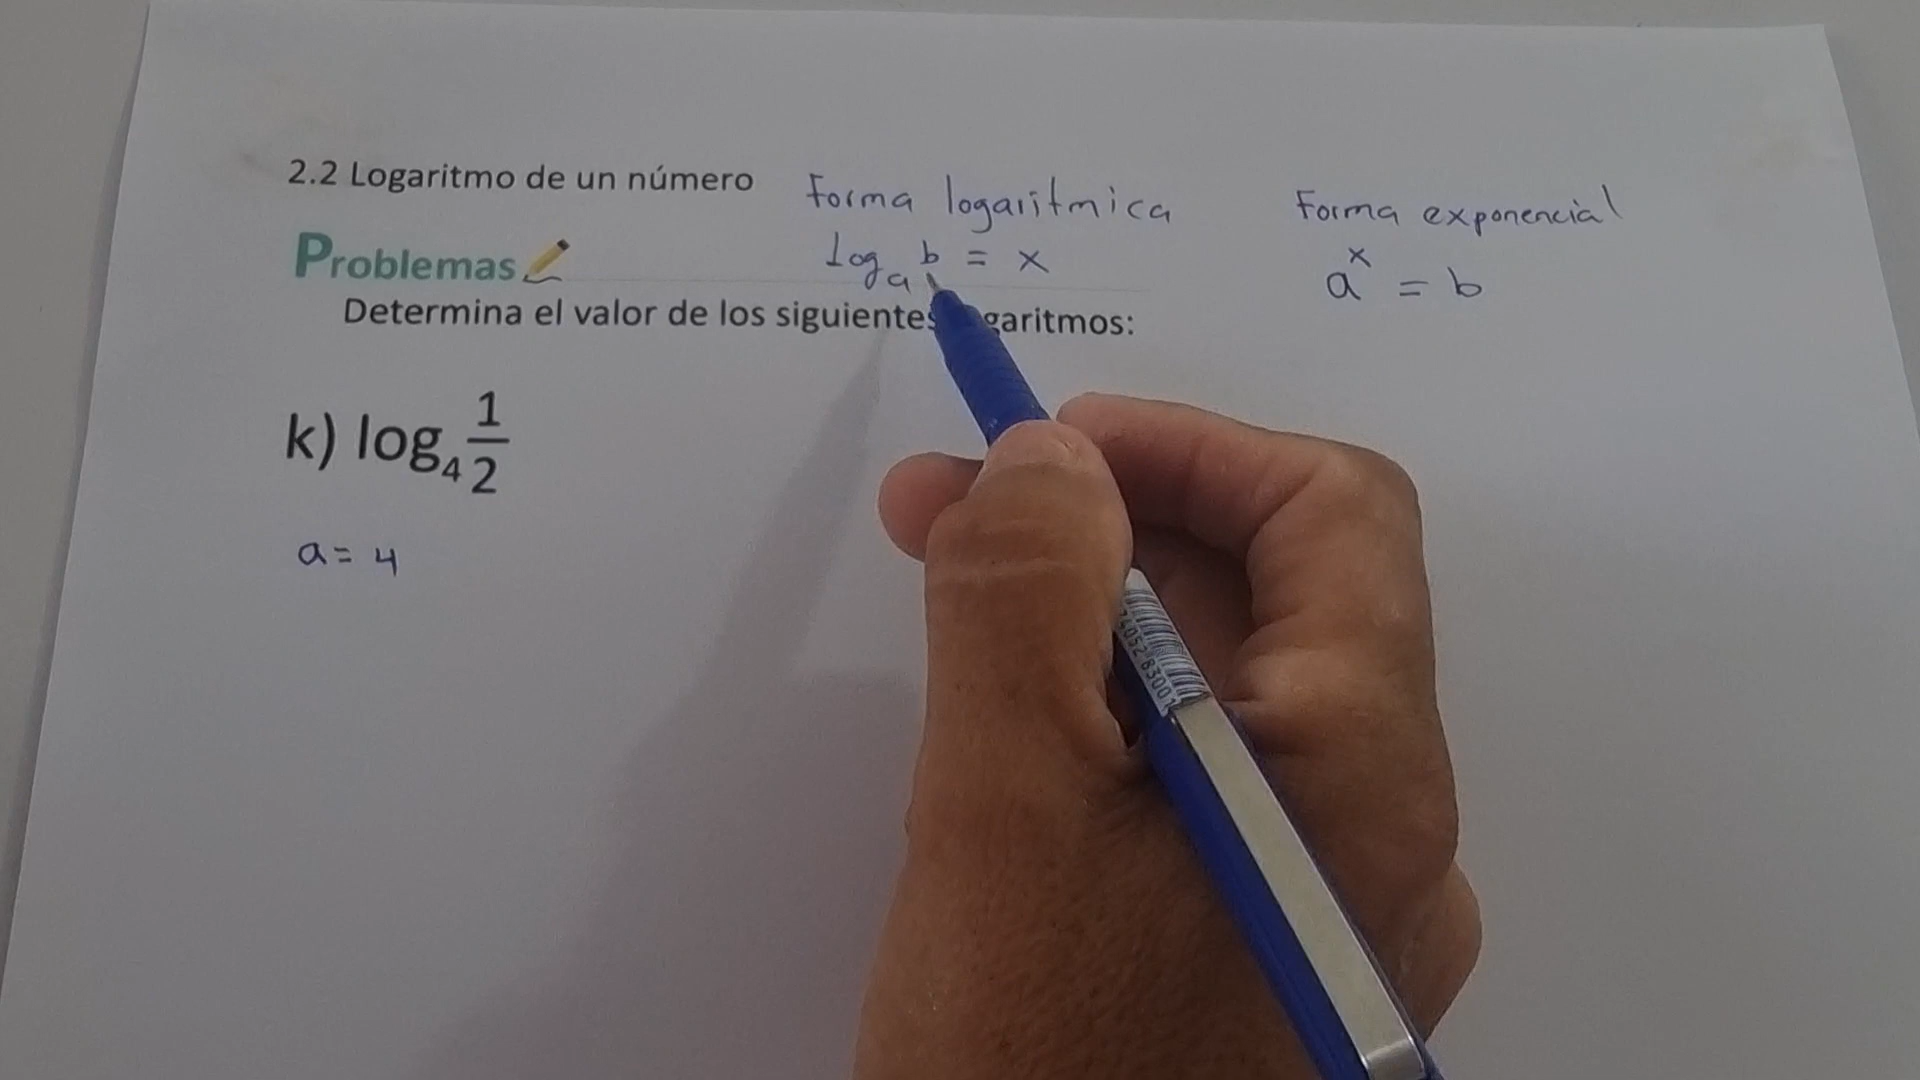 2.2 Logaritmo de un número
Forma logarítmica
Forma exponencial
log_a b = x
a^x = b
Problemas
Determina el valor de los siguientes garitmos:
k) log_4 1/2
a = 4
7405283001